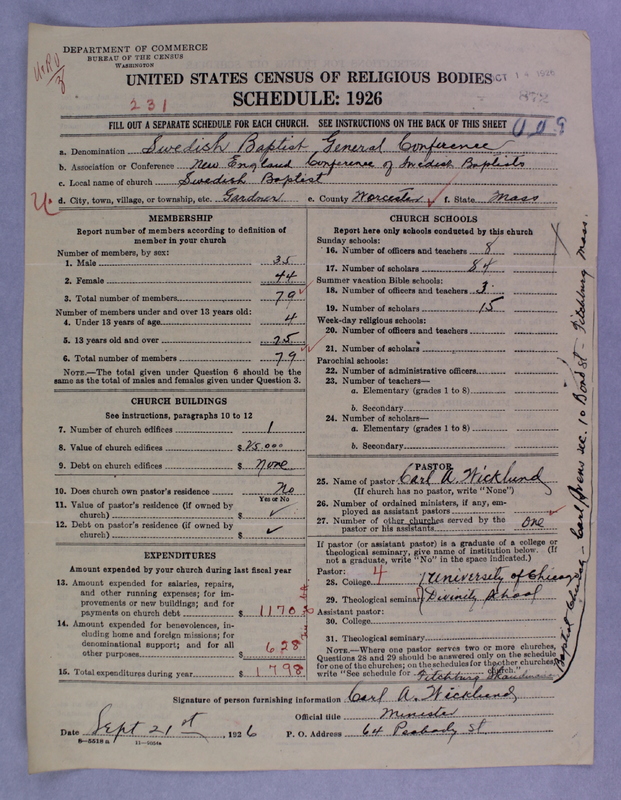 DEPARTMENT OF COMMERCE
BUREAU OF THE CENSUS
WASHINGTON
UNITED STATES CENSUS OF RELIGIOUS BODIES
SCHEDULE: 1926
231
FILL OUT A SEPARATE SCHEDULE FOR EACH CHURCH. SEE INSTRUCTIONS ON THE BACK OF THIS SHEET
a. Denomination Swedish Baptist General Conference
b. Association or Conference New England Conference of Swedish Baptists
c. Local name of church Swedish Baptist
d. City, town, village, or township, etc. Gardner e. County Worcester f. State Mass
MEMBERSHIP
Report number of members according to definition of member in your church
Number of members, by sex:
1. Male 35
2. Female 44
3. Total number of members 79
Number of members under and over 13 years old:
4. Under 13 years of age 4
5. 13 years old and over 75
6. Total number of members 79
NOTE.—The total given under Question 6 should be
same as the total of males and females given under Question 3.
CHURCH BUILDINGS
See instructions, paragraphs 10 to 12
7. Number of church edifices 1
8. Value of church edifices $ 25.000
9. Debt on church edifices $ none
10. Does church own pastor's residence No
Yes or No
11. Value of pastor's residence (if owned by
church) $ ✓
12. Debt on pastor's residence (if owned by
church) $ ✓
EXPENDITURES
Amount expended by your church during last fiscal year
13. Amount expended for salaries, repairs,
and other running expenses; for im-
provements or new buildings; and for
payments on church debt $ 1170
14. Amount expended for benevolences, in-
cluding home and foreign missions; for
denominational support; and for all
other purposes $ 628
15. Total expenditures during year $ 1798
CHURCH SCHOOLS
Report here only schools conducted by this church
Sunday schools:
16. Number of officers and teachers 8
17. Number of scholars 84
Summer vacation Bible schools:
18. Number of officers and teachers 3
19. Number of scholars 15
Week-day religious schools:
20. Number of officers and teachers
21. Number of scholars
Parochial schools:
22. Number of administrative officers
23. Number of teachers—
a. Elementary (grades 1 to 8)
b. Secondary
24. Number of scholars—
a. Elementary (grades 1 to 8)
b. Secondary
PASTOR
25. Name of pastor Carl A. Wicklund
(If church has no pastor, write "None")
26. Number of ordained ministers, if any, em-
ployed as assistant pastors
27. Number of other churches served by the
pastor or his assistants one
If pastor (or assistant pastor) is a graduate of a college or
theological seminary, give name of institution below. (If
not a graduate, write "No" in the space indicated.)
Pastor: 4
28. College University of Chicago
29. Theological seminary Divinity School
Assistant pastor:
30. College
31. Theological seminary
NOTE.—Where one pastor serves two or more churches,
Questions 28 and 29 should be answered only on the schedule
for one of the churches; on the schedules for the other churches
write "See schedule for church."
Signature of person furnishing information Carl A. Wicklund
Official title Minister
Date Sept 21st, 1926 P. O. Address 64 Peabody St.
8—5518 a